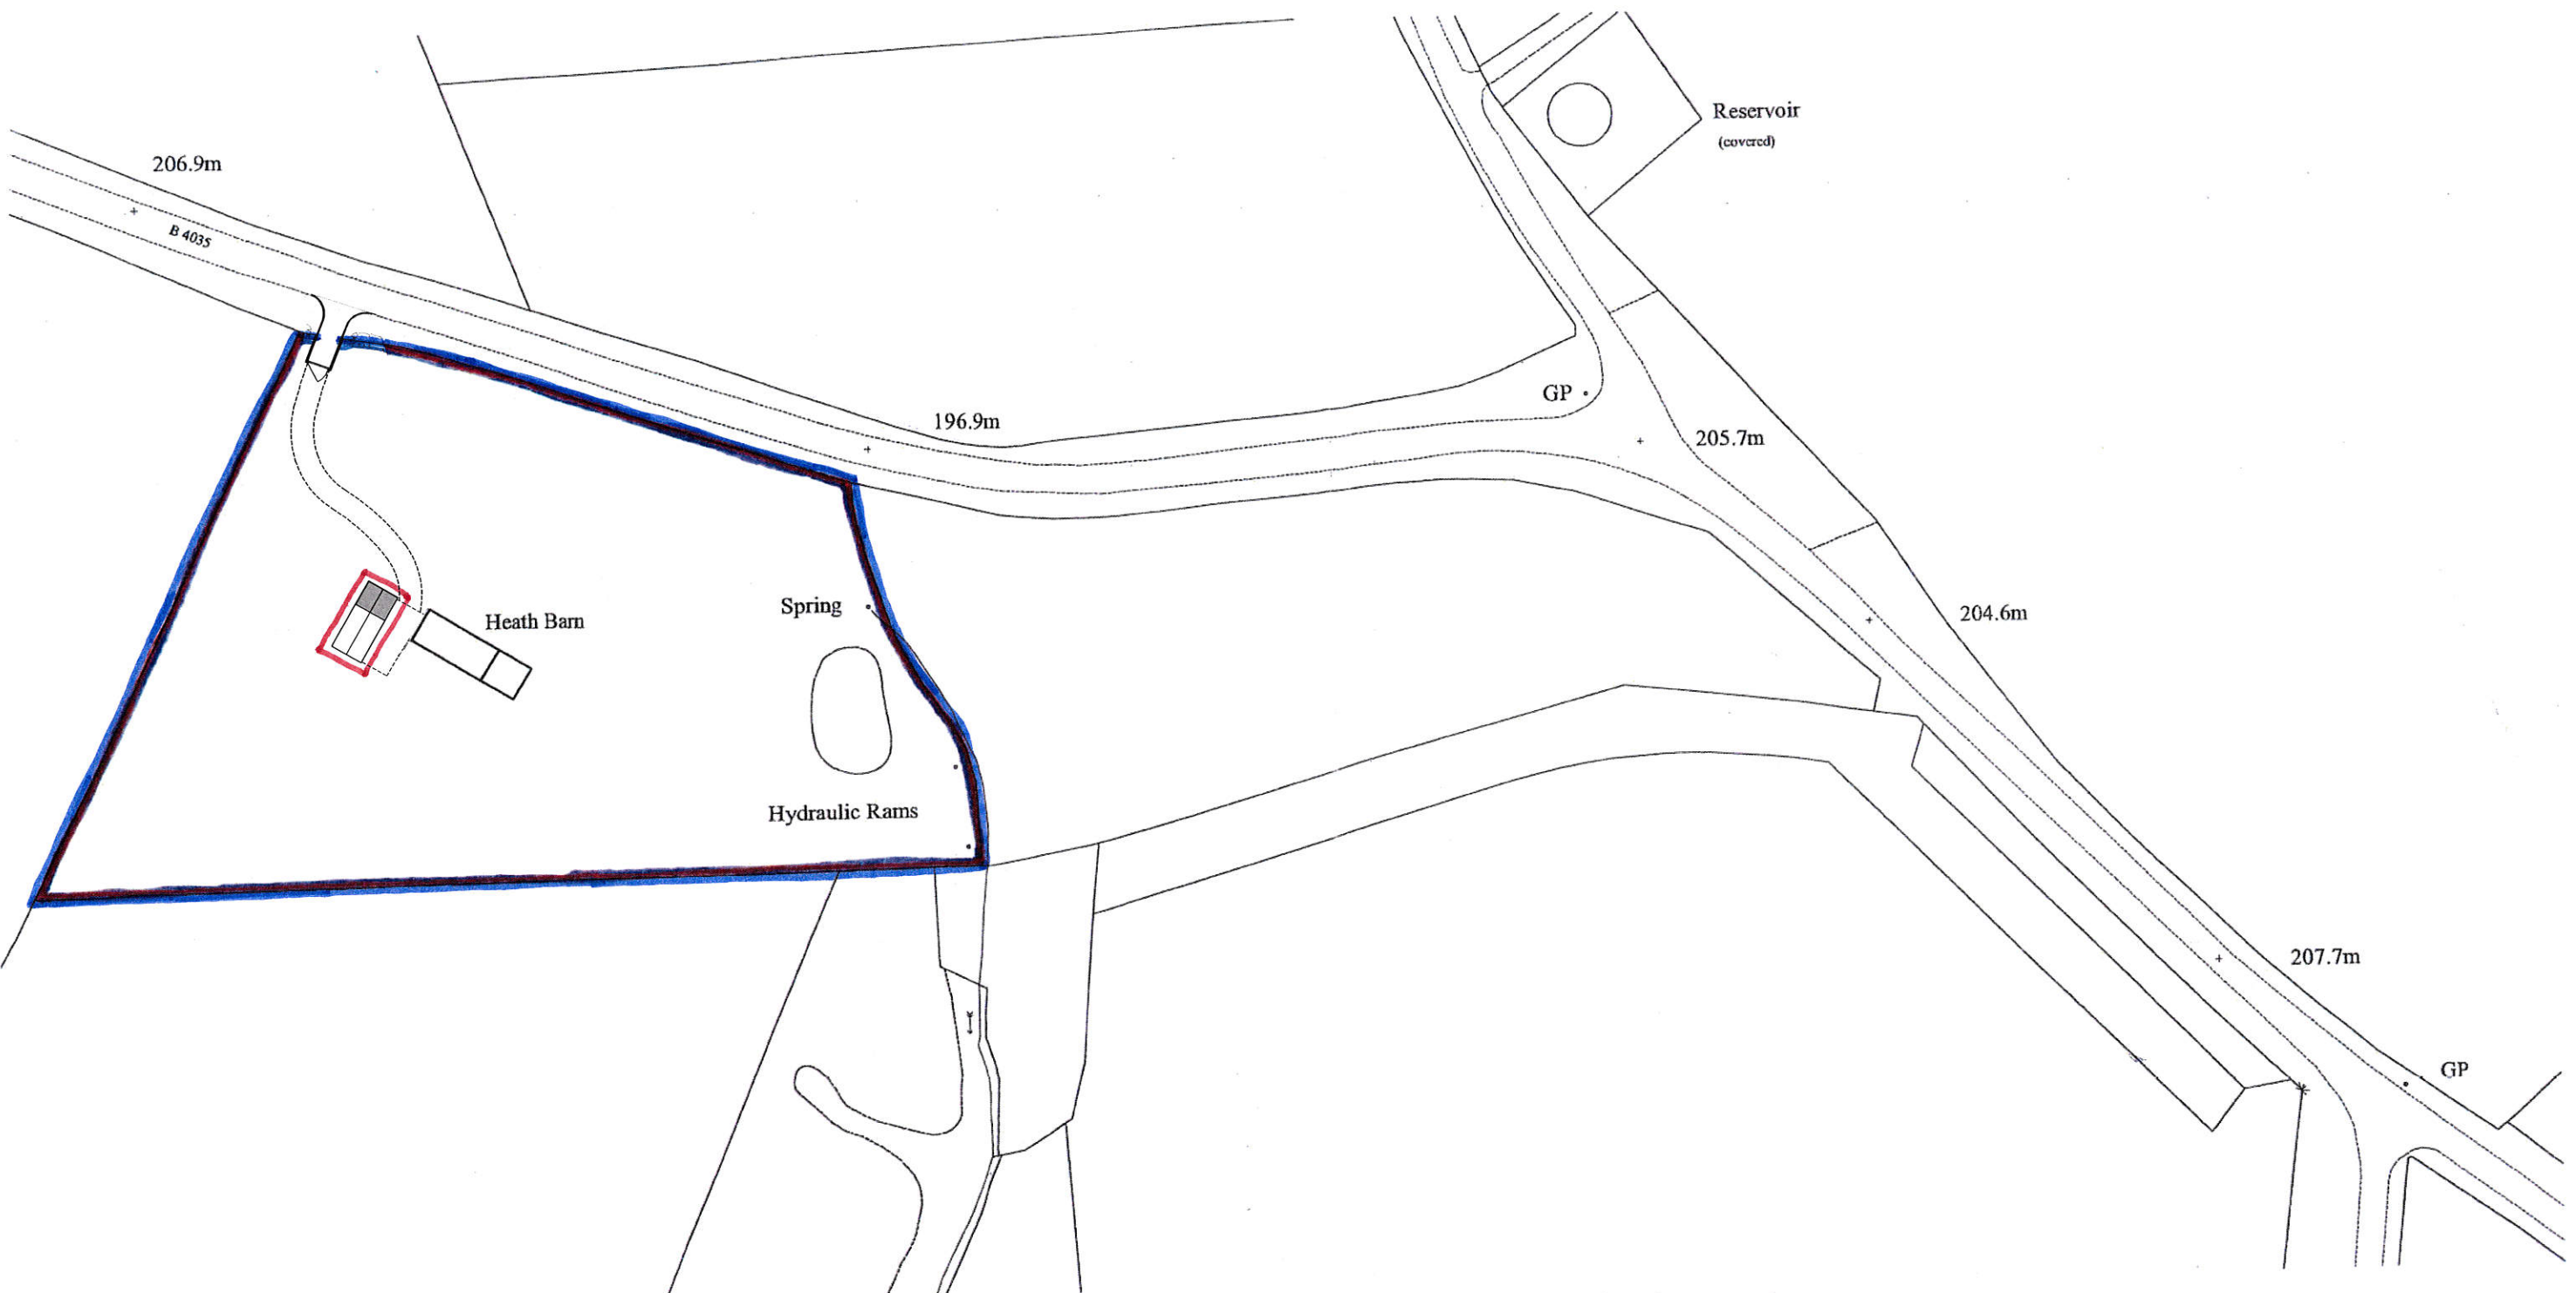 Reservoir
(covered)
206.9m
B 4035
GP
196.9m
205.7m
Spring
Heath Barn
204.6m
Hydraulic Rams
207.7m
GP